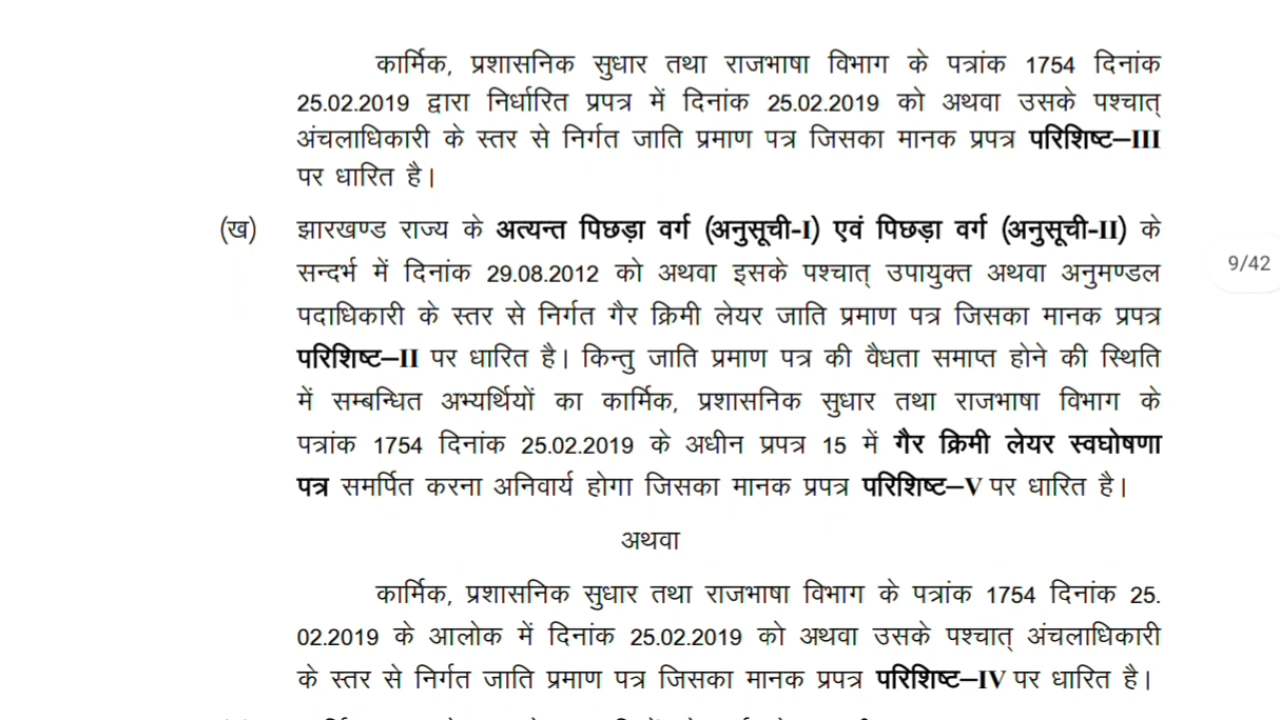 कार्मिक, प्रशासनिक सुधार तथा राजभाषा विभाग के पत्रांक 1754 दिनांक
25.02.2019 द्वारा निर्धारित प्रपत्र में दिनांक 25.02.2019 को अथवा उसके पश्चात्
अंचलाधिकारी के स्तर से निर्गत जाति प्रमाण पत्र जिसका मानक प्रपत्र परिशिष्ट–III
पर धारित है।
(ख) झारखण्ड राज्य के अत्यन्त पिछड़ा वर्ग (अनुसूची-I) एवं पिछड़ा वर्ग (अनुसूची-II) के
सन्दर्भ में दिनांक 29.08.2012 को अथवा इसके पश्चात् उपायुक्त अथवा अनुमण्डल
9/42
पदाधिकारी के स्तर से निर्गत गैर क्रिमी लेयर जाति प्रमाण पत्र जिसका मानक प्रपत्र
परिशिष्ट–II पर धारित है। किन्तु जाति प्रमाण पत्र की वैधता समाप्त होने की स्थिति
में सम्बन्धित अभ्यर्थियों का कार्मिक, प्रशासनिक सुधार तथा राजभाषा विभाग के
पत्रांक 1754 दिनांक 25.02.2019 के अधीन प्रपत्र 15 में गैर क्रिमी लेयर स्वघोषणा
पत्र समर्पित करना अनिवार्य होगा जिसका मानक प्रपत्र परिशिष्ट–V पर धारित है।
अथवा
कार्मिक, प्रशासनिक सुधार तथा राजभाषा विभाग के पत्रांक 1754 दिनांक 25.
02.2019 के आलोक में दिनांक 25.02.2019 को अथवा उसके पश्चात् अंचलाधिकारी
के स्तर से निर्गत जाति प्रमाण पत्र जिसका मानक प्रपत्र परिशिष्ट–IV पर धारित है।